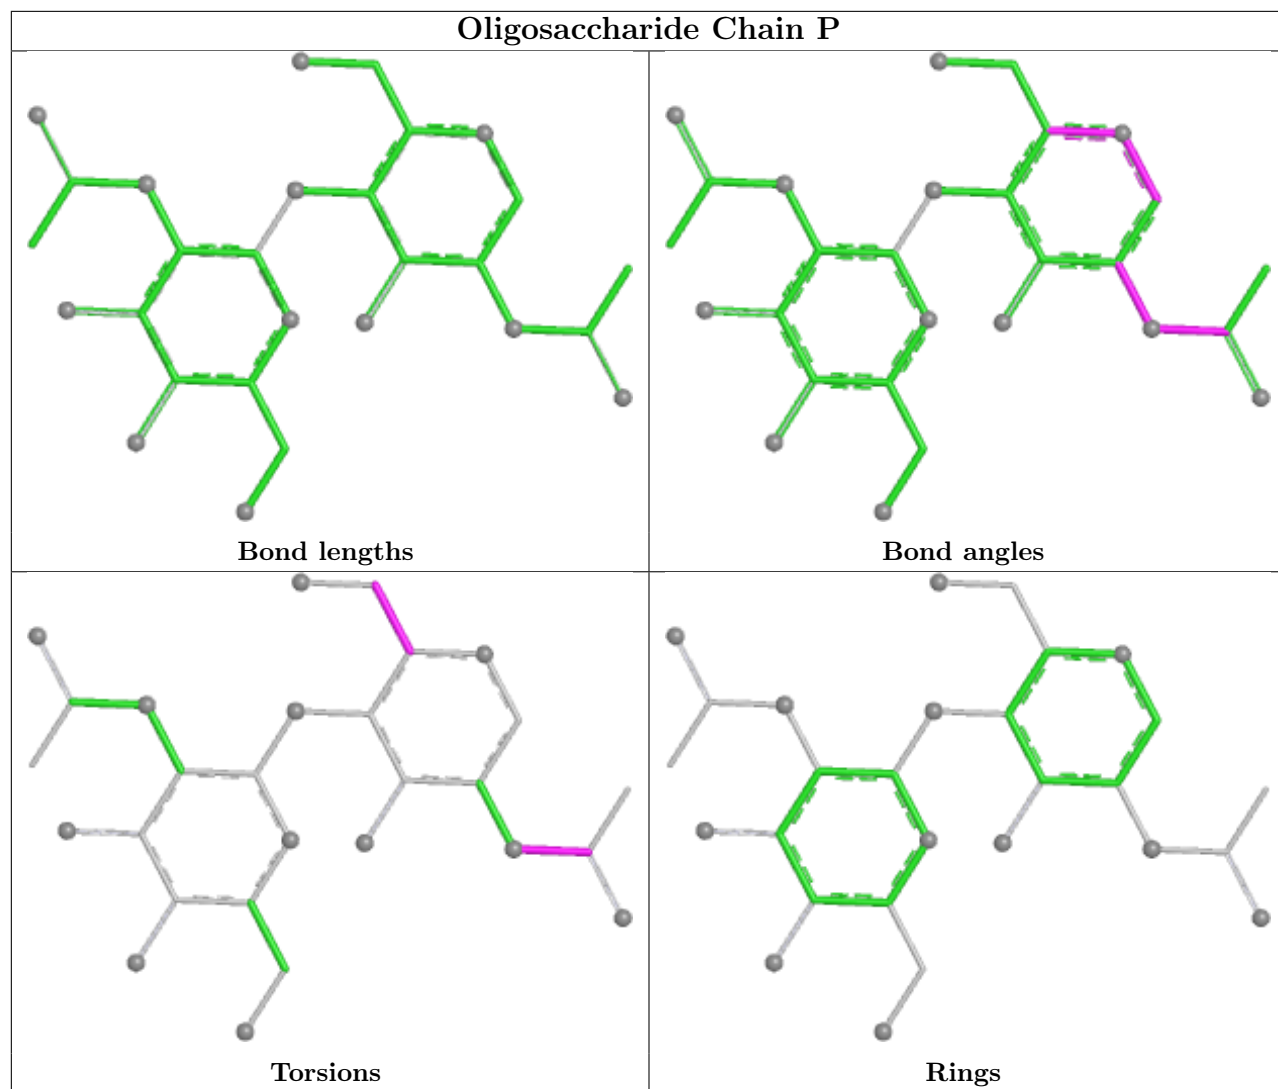 Oligosaccharide Chain P
Bond lengths
Bond angles
Torsions
Rings